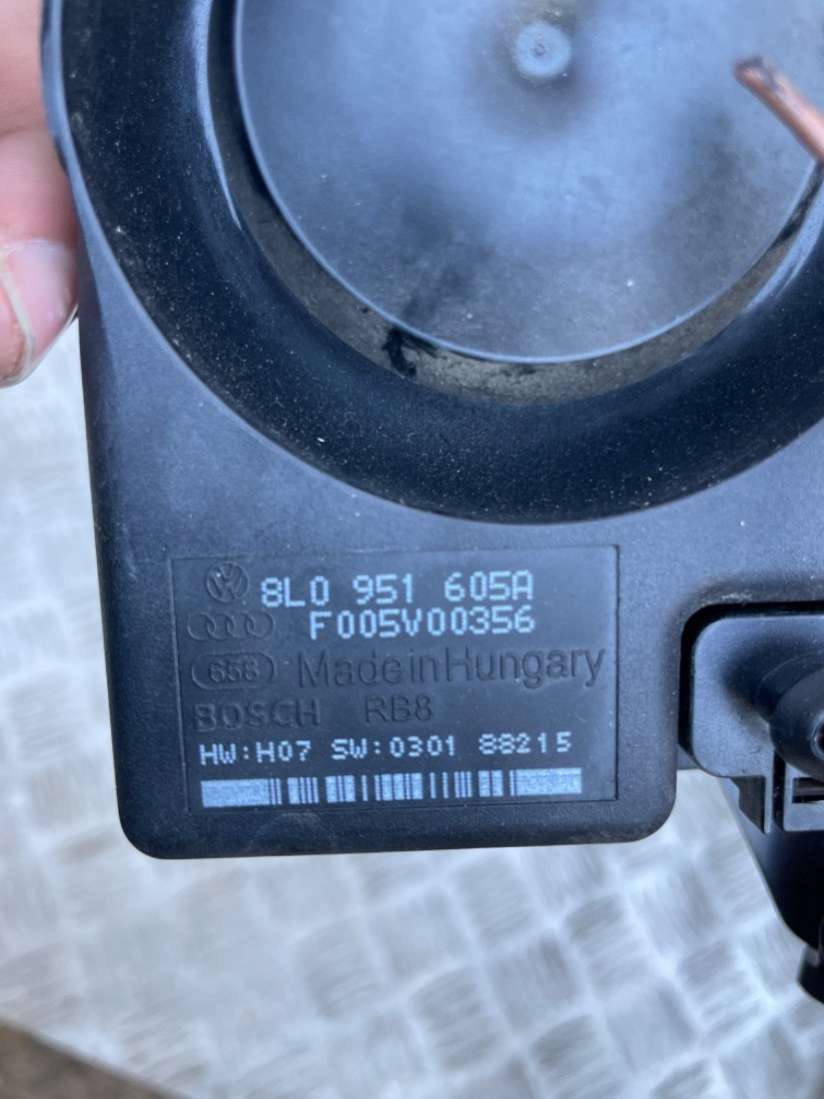 8L0 951 605A
F005V00356
658 Made in Hungary
BOSCH RB8
HW:H07 SW:0301 88215